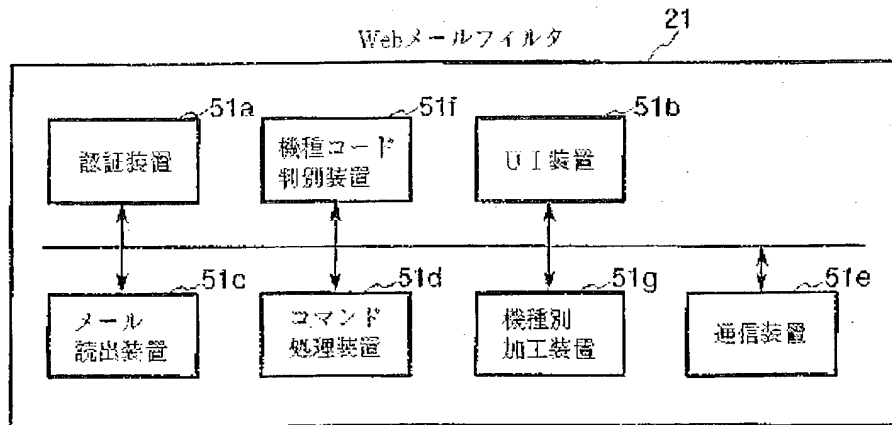 21
Webメールフィルタ
51a
51f
51b
認証装置
機種コード
判別装置
UI装置
51c
51d
51g
51e
メール
読出装置
コマンド
処理装置
機種別
加工装置
通信装置